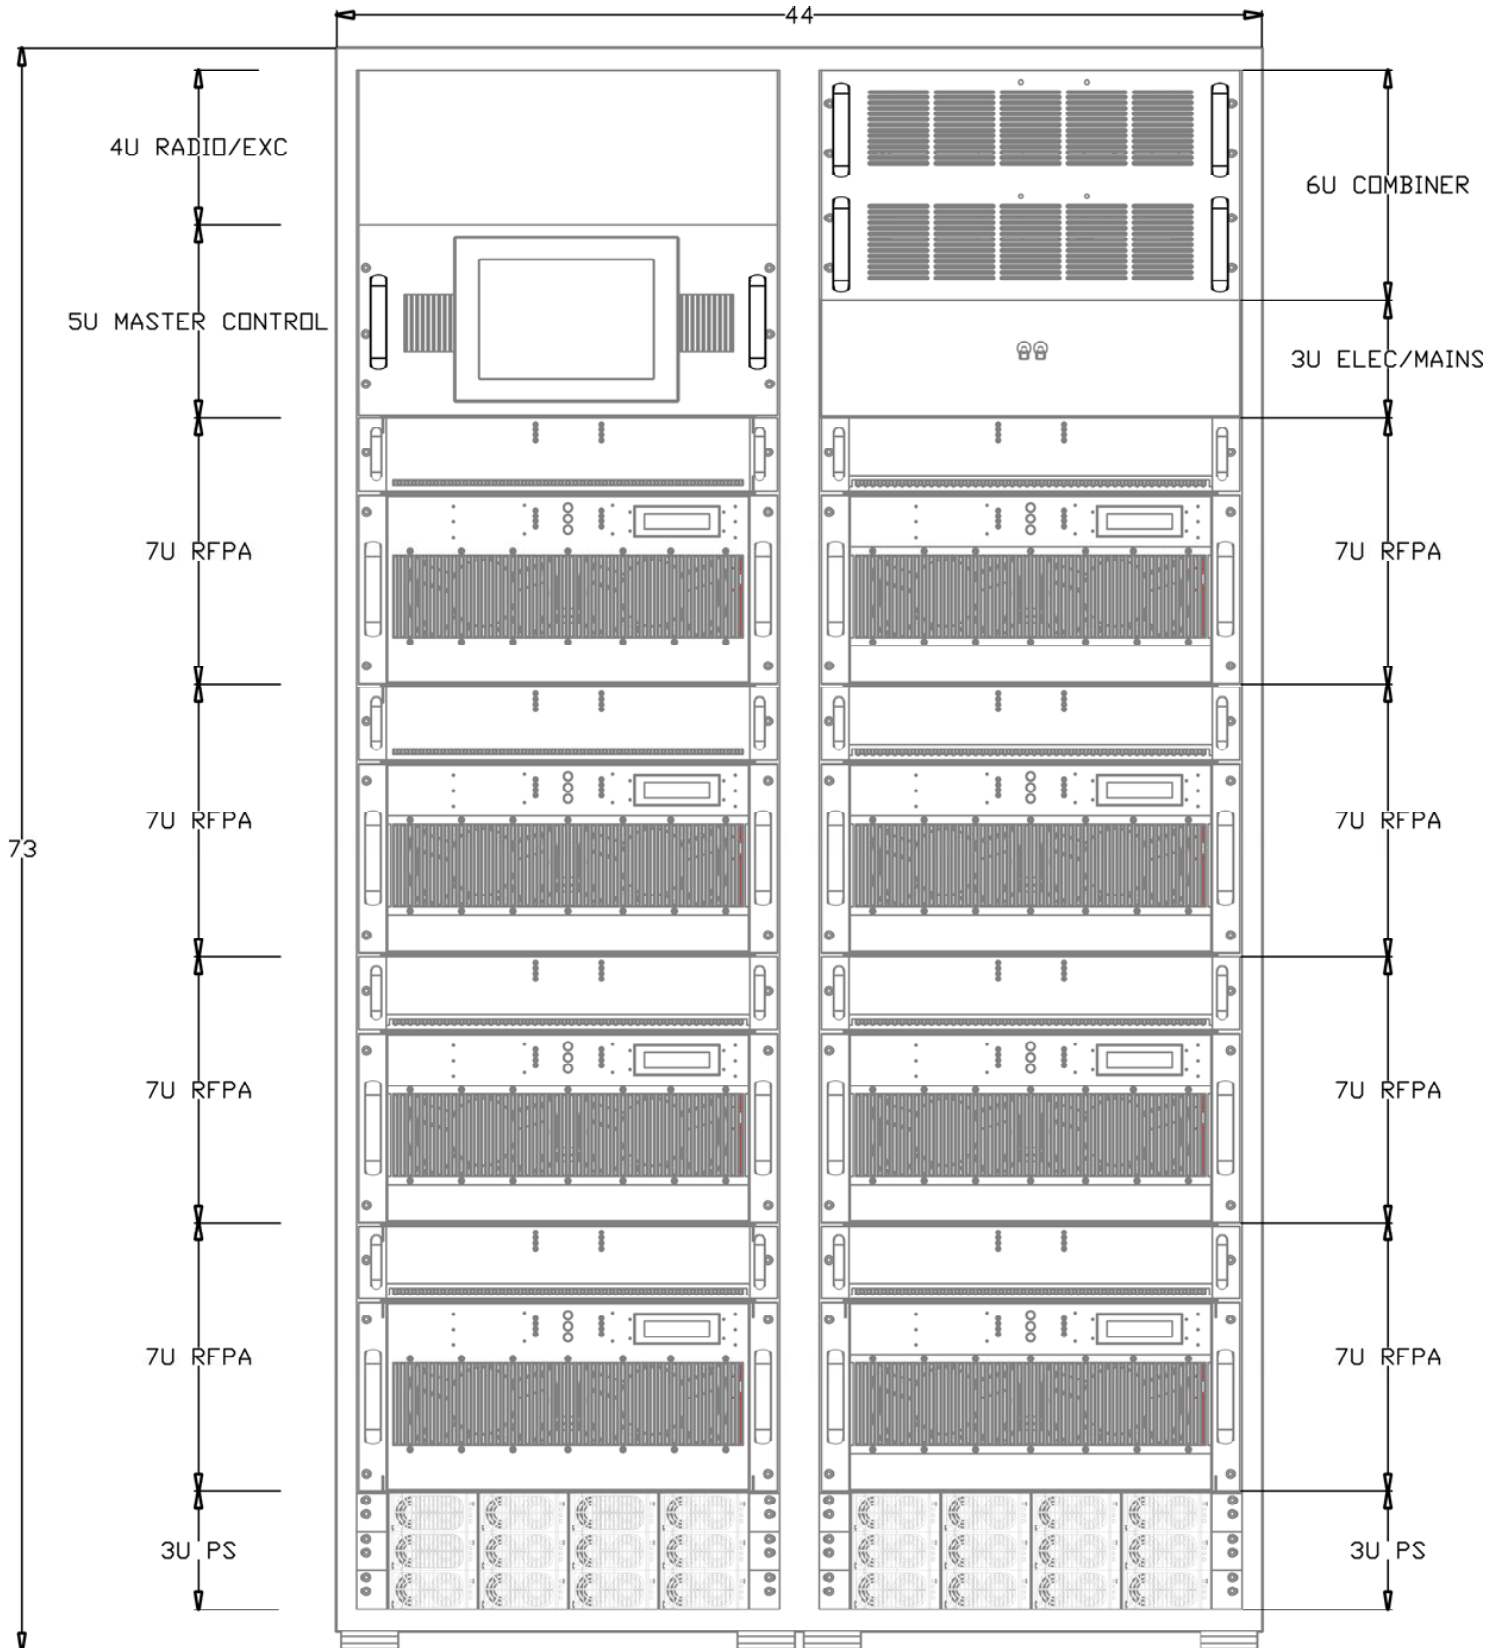 44
4U RADIO/EXC
6U COMBINER
5U MASTER CONTROL
3U ELEC/MAINS
7U RFPA
7U RFPA
7U RFPA
7U RFPA
73
7U RFPA
7U RFPA
7U RFPA
7U RFPA
3U PS
3U PS